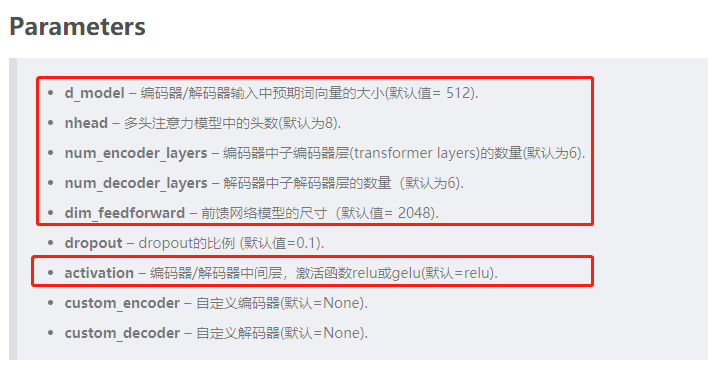 Parameters
• d_model – 编码器/解码器输入中预期词向量的大小(默认值= 512).
• nhead – 多头注意力模型中的头数(默认为8).
• num_encoder_layers – 编码器中子编码器层(transformer layers)的数量(默认为6).
• num_decoder_layers – 解码器中子解码器层的数量（默认为6).
• dim_feedforward – 前馈网络模型的尺寸（默认值= 2048).
• dropout – dropout的比例 (默认值=0.1).
• activation – 编码器/解码器中间层，激活函数relu或gelu(默认=relu).
• custom_encoder – 自定义编码器(默认=None).
• custom_decoder – 自定义解码器(默认=None).